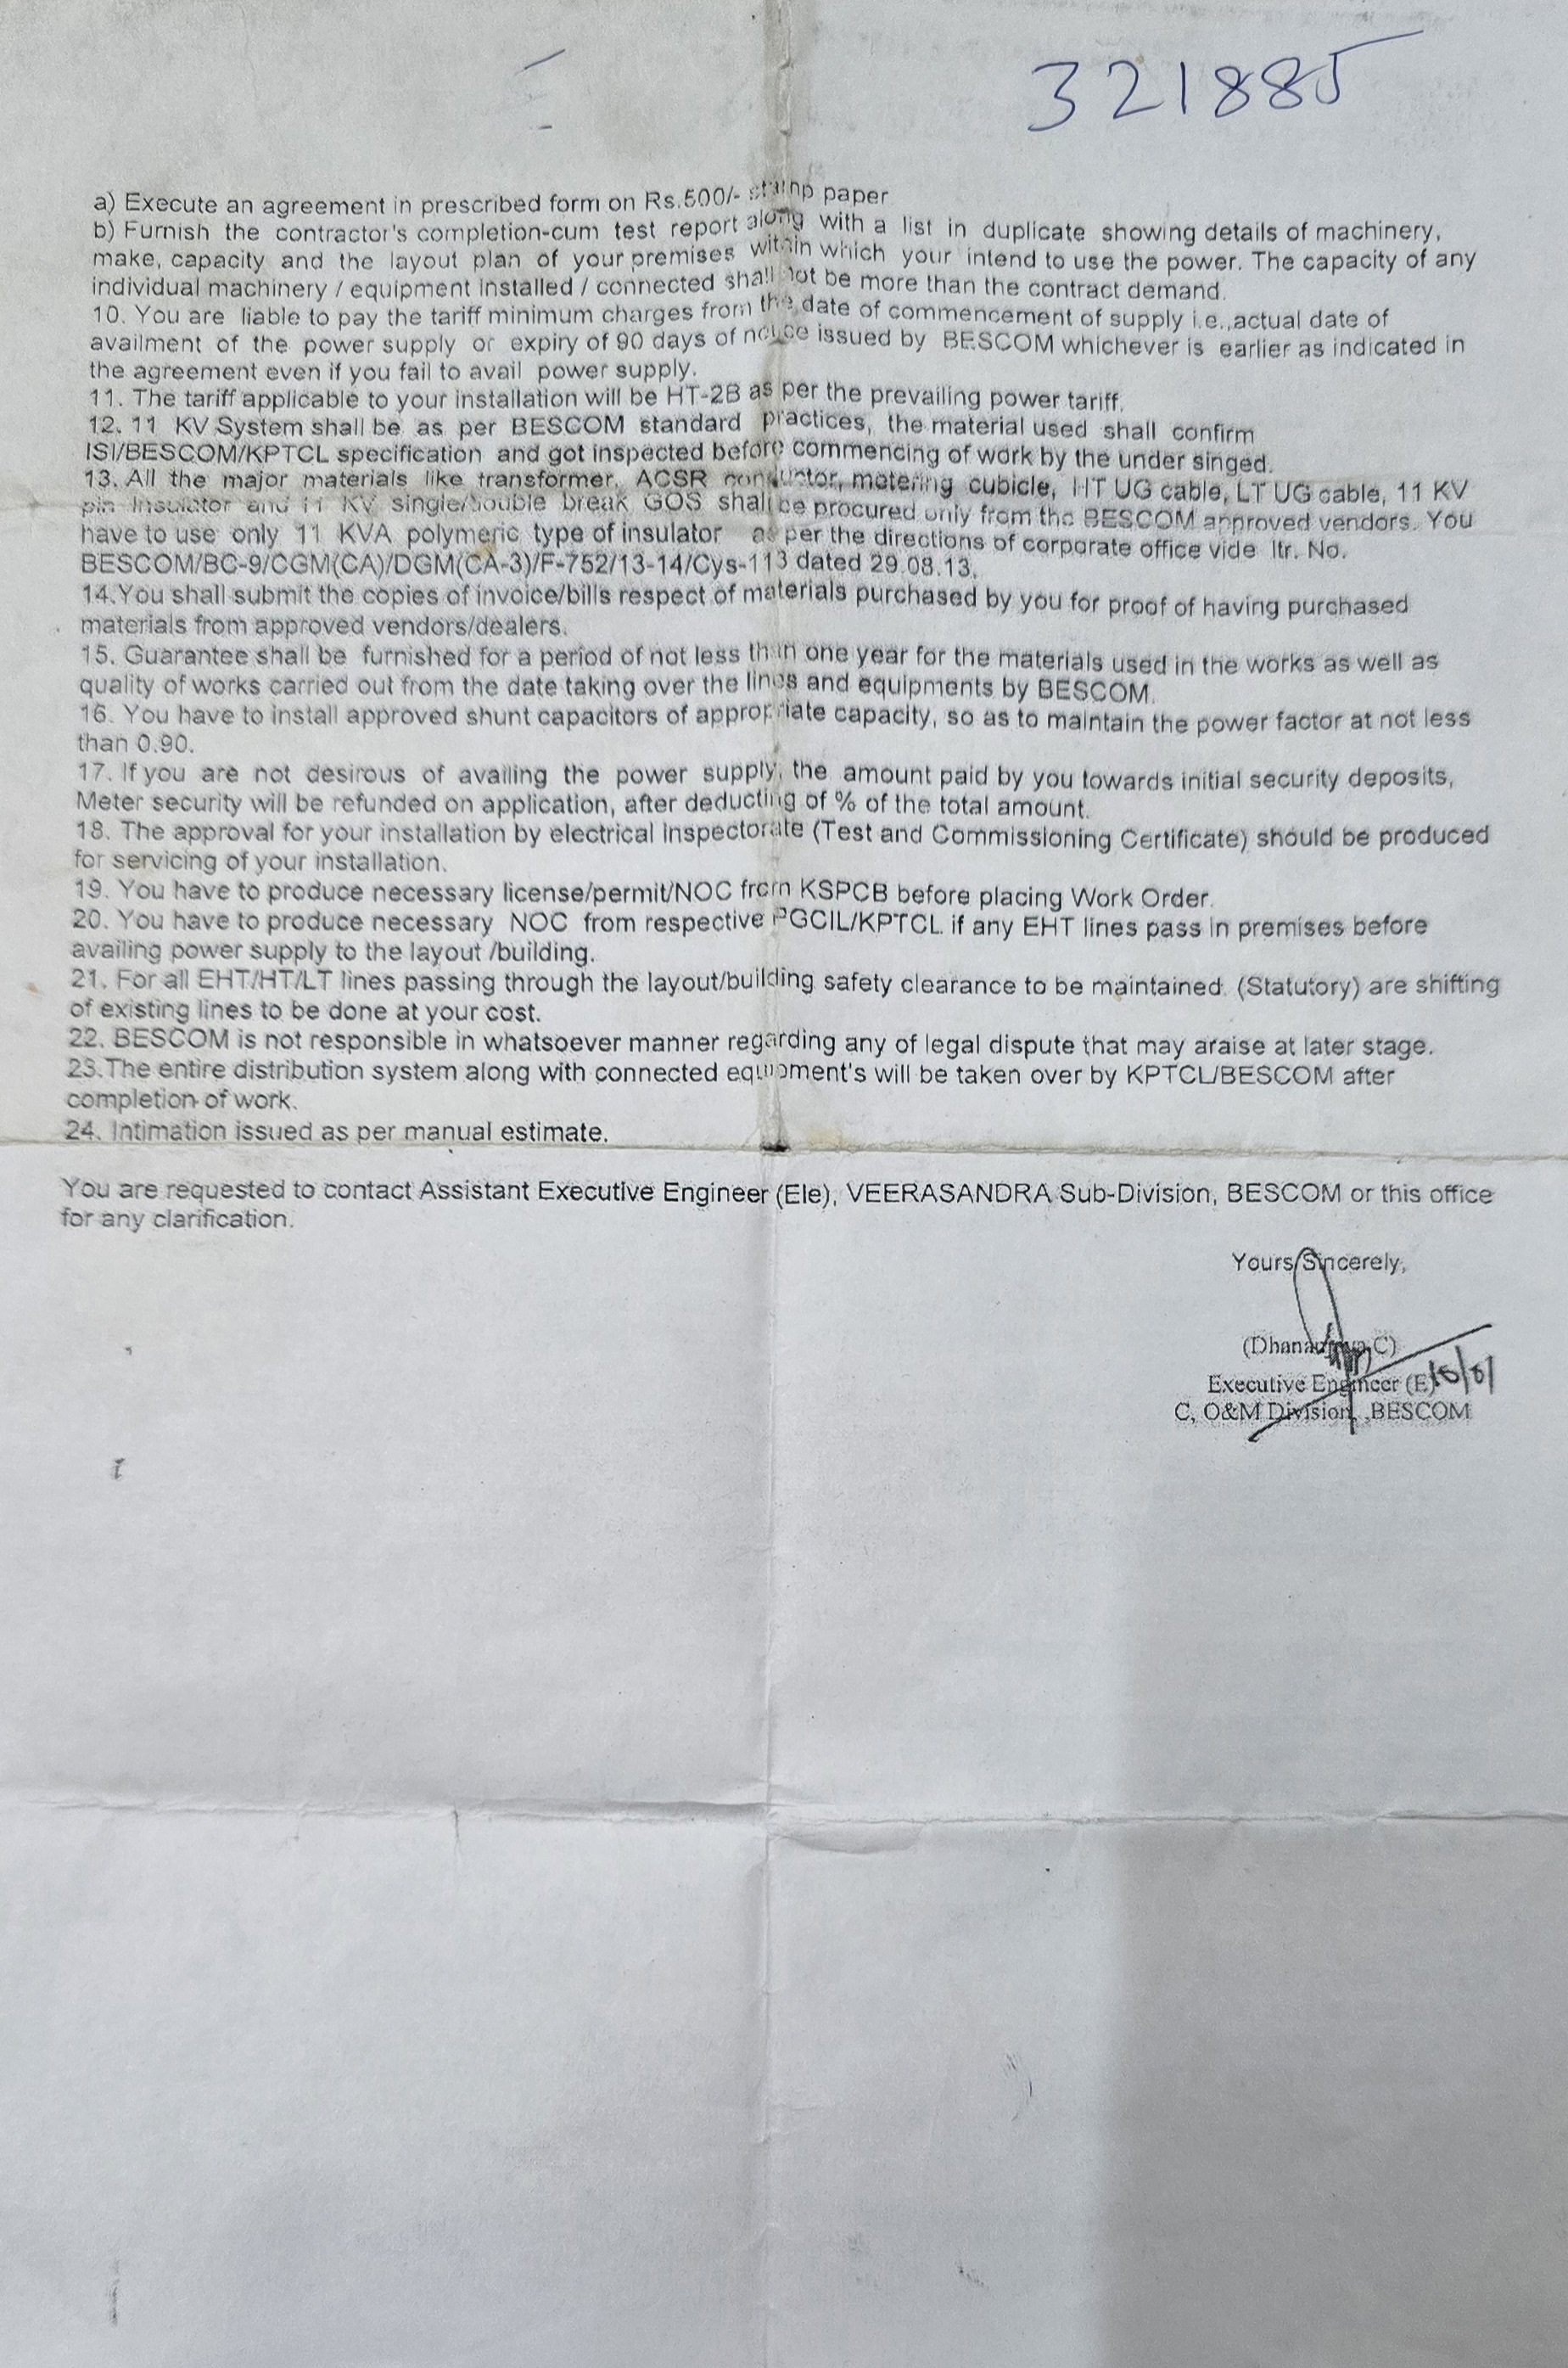 321885
a) Execute an agreement in prescribed form on Rs.500/- stamp paper
b) Furnish the contractor's completion-cum test report along with a list in duplicate showing details of machinery,
make, capacity and the layout plan of your premises within which your intend to use the power. The capacity of any
individual machinery / equipment installed / connected shall not be more than the contract demand.
10. You are liable to pay the tariff minimum charges from the date of commencement of supply i.e.,actual date of
availment of the power supply or expiry of 90 days of notice issued by BESCOM whichever is earlier as indicated in
the agreement even if you fail to avail power supply.
11. The tariff applicable to your installation will be HT-2B as per the prevailing power tariff.
12. 11 KV System shall be as per BESCOM standard practices, the material used shall confirm
ISI/BESCOM/KPTCL specification and got inspected before commencing of work by the under singed.
13. All the major materials like transformer, ACSR conductor, metering cubicle, HT UG cable, LT UG cable, 11 KV
pin Insulator and 11 KV single/double break GOS shall be procured only from the BESCOM approved vendors. You
have to use only 11 KVA polymeric type of insulator as per the directions of corporate office vide ltr. No.
BESCOM/BC-9/CGM(CA)/DGM(CA-3)/F-752/13-14/Cys-113 dated 29.08.13.
14.You shall submit the copies of invoice/bills respect of materials purchased by you for proof of having purchased
materials from approved vendors/dealers.
15. Guarantee shall be furnished for a period of not less than one year for the materials used in the works as well as
quality of works carried out from the date taking over the lines and equipments by BESCOM.
16. You have to install approved shunt capacitors of appropriate capacity, so as to maintain the power factor at not less
than 0.90.
17. If you are not desirous of availing the power supply, the amount paid by you towards initial security deposits,
Meter security will be refunded on application, after deducting of % of the total amount.
18. The approval for your installation by electrical inspectorate (Test and Commissioning Certificate) should be produced
for servicing of your installation.
19. You have to produce necessary license/permit/NOC from KSPCB before placing Work Order.
20. You have to produce necessary NOC from respective PGCIL/KPTCL if any EHT lines pass in premises before
availing power supply to the layout /building.
21. For all EHT/HT/LT lines passing through the layout/building safety clearance to be maintained (Statutory) are shifting
of existing lines to be done at your cost.
22. BESCOM is not responsible in whatsoever manner regarding any of legal dispute that may araise at later stage.
23.The entire distribution system along with connected equipment's will be taken over by KPTCL/BESCOM after
completion of work.
24. Intimation issued as per manual estimate.
You are requested to contact Assistant Executive Engineer (Ele), VEERASANDRA Sub-Division, BESCOM or this office
for any clarification.
Yours Sincerely,
(Dhananjaya.C)
Executive Engineer (E)
C, O&M Division, .BESCOM